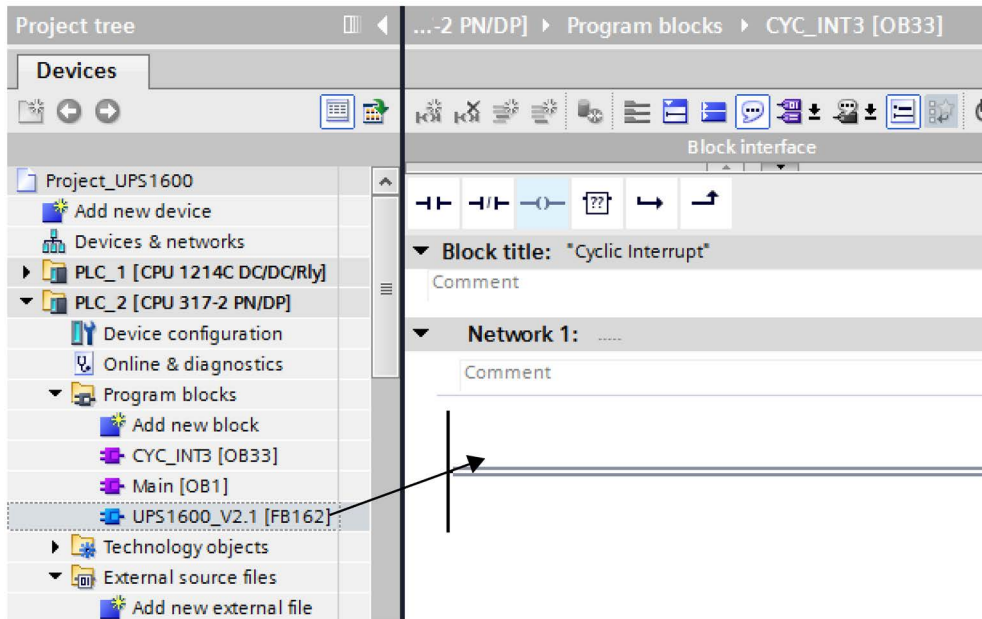 Project tree
Devices
Project_UPS1600
Add new device
Devices & networks
PLC_1 [CPU 1214C DC/DC/Rly]
PLC_2 [CPU 317-2 PN/DP]
Device configuration
Online & diagnostics
Program blocks
Add new block
CYC_INT3 [OB33]
Main [OB1]
UPS1600_V2.1 [FB162]
Technology objects
External source files
Add new external file
...-2 PN/DP] Program blocks CYC_INT3 [OB33]
Block interface
??
Block title: "Cyclic Interrupt"
Comment
Network 1: .....
Comment